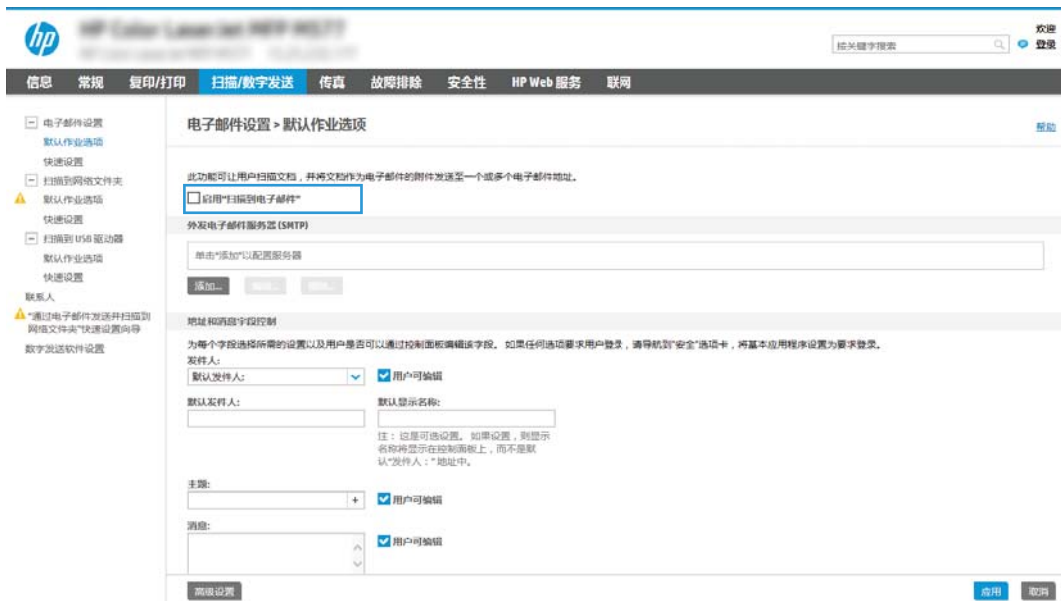 hp
欢迎
按关键字搜索
登录
信息 常规 复印/打印 扫描/数字发送 传真 故障排除 安全性 HP Web 服务 联网
电子邮件设置
默认作业选项
快速设置
扫描到网络文件夹
默认作业选项
快速设置
扫描到 USB 驱动器
默认作业选项
快速设置
联系人
"通过电子邮件发送并扫描到
网络文件夹"快速设置向导
数字发送软件设置
电子邮件设置 > 默认作业选项
帮助
此功能可让用户扫描文档，并将文档作为电子邮件的附件发送至一个或多个电子邮件地址。
启用"扫描到电子邮件"
外发电子邮件服务器 (SMTP)
单击"添加"以配置服务器
添加...
地址和消息字段控制
为每个字段选择所需的设置以及用户是否可以通过控制面板编辑该字段。 如果任何选项要求用户登录，请导航到"安全"选项卡，将基本应用程序设置为要求登录。
发件人:
默认发件人: 用户可编辑
默认发件人: 默认显示名称:
注：这是可选设置。 如果设置，则显示
名称将显示在控制面板上，而不是默
认"发件人："地址中。
主题:
+ 用户可编辑
消息:
用户可编辑
高级设置 应用 取消